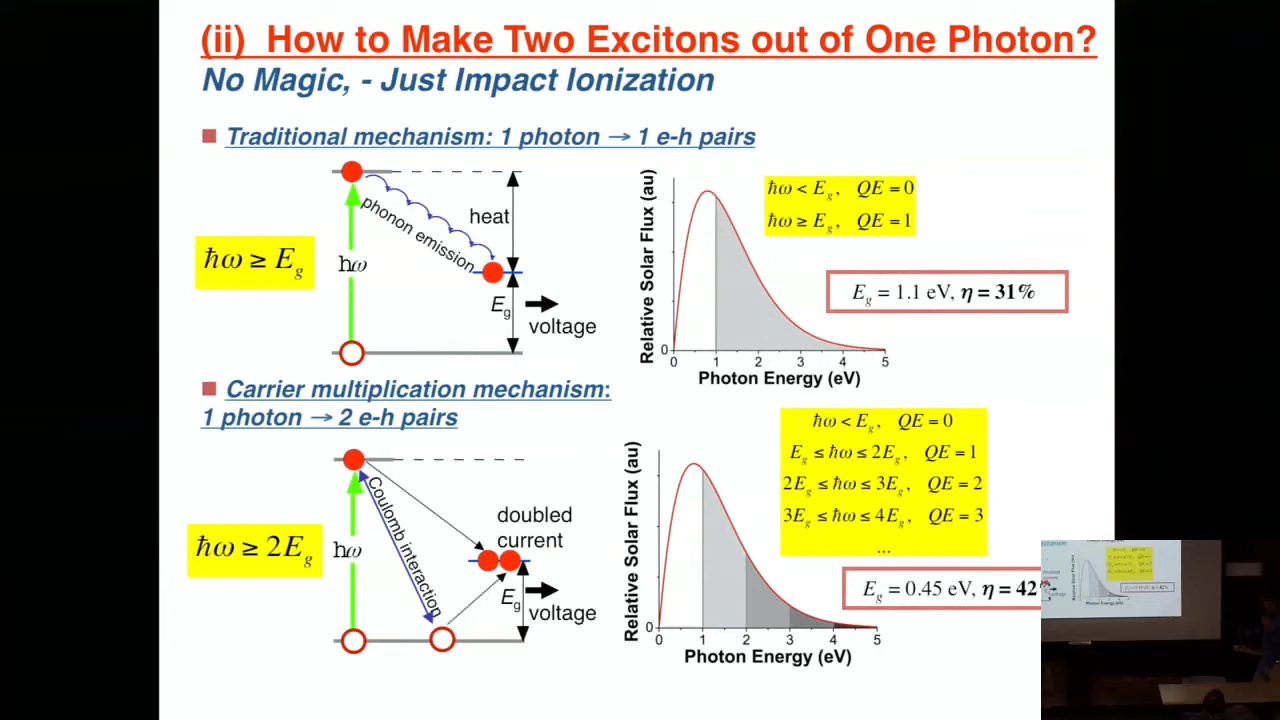 (ii) How to Make Two Excitons out of One Photon?
No Magic, - Just Impact Ionization
Traditional mechanism: 1 photon → 1 e-h pairs
phonon emission
heat
ħω ≥ E_g
ħω
E_g
voltage
Relative Solar Flux (au)
0
0 1 2 3 4 5
Photon Energy (eV)
ħω < E_g, QE = 0
ħω ≥ E_g, QE = 1
E_g = 1.1 eV, η = 31%
Carrier multiplication mechanism:
1 photon → 2 e-h pairs
Coulomb interaction
doubled
current
ħω ≥ 2E_g
ħω
E_g
voltage
Relative Solar Flux (au)
0
0 1 2 3 4 5
Photon Energy (eV)
ħω < E_g, QE = 0
E_g ≤ ħω ≤ 2E_g, QE = 1
2E_g ≤ ħω ≤ 3E_g, QE = 2
3E_g ≤ ħω ≤ 4E_g, QE = 3
...
E_g = 0.45 eV, η = 42